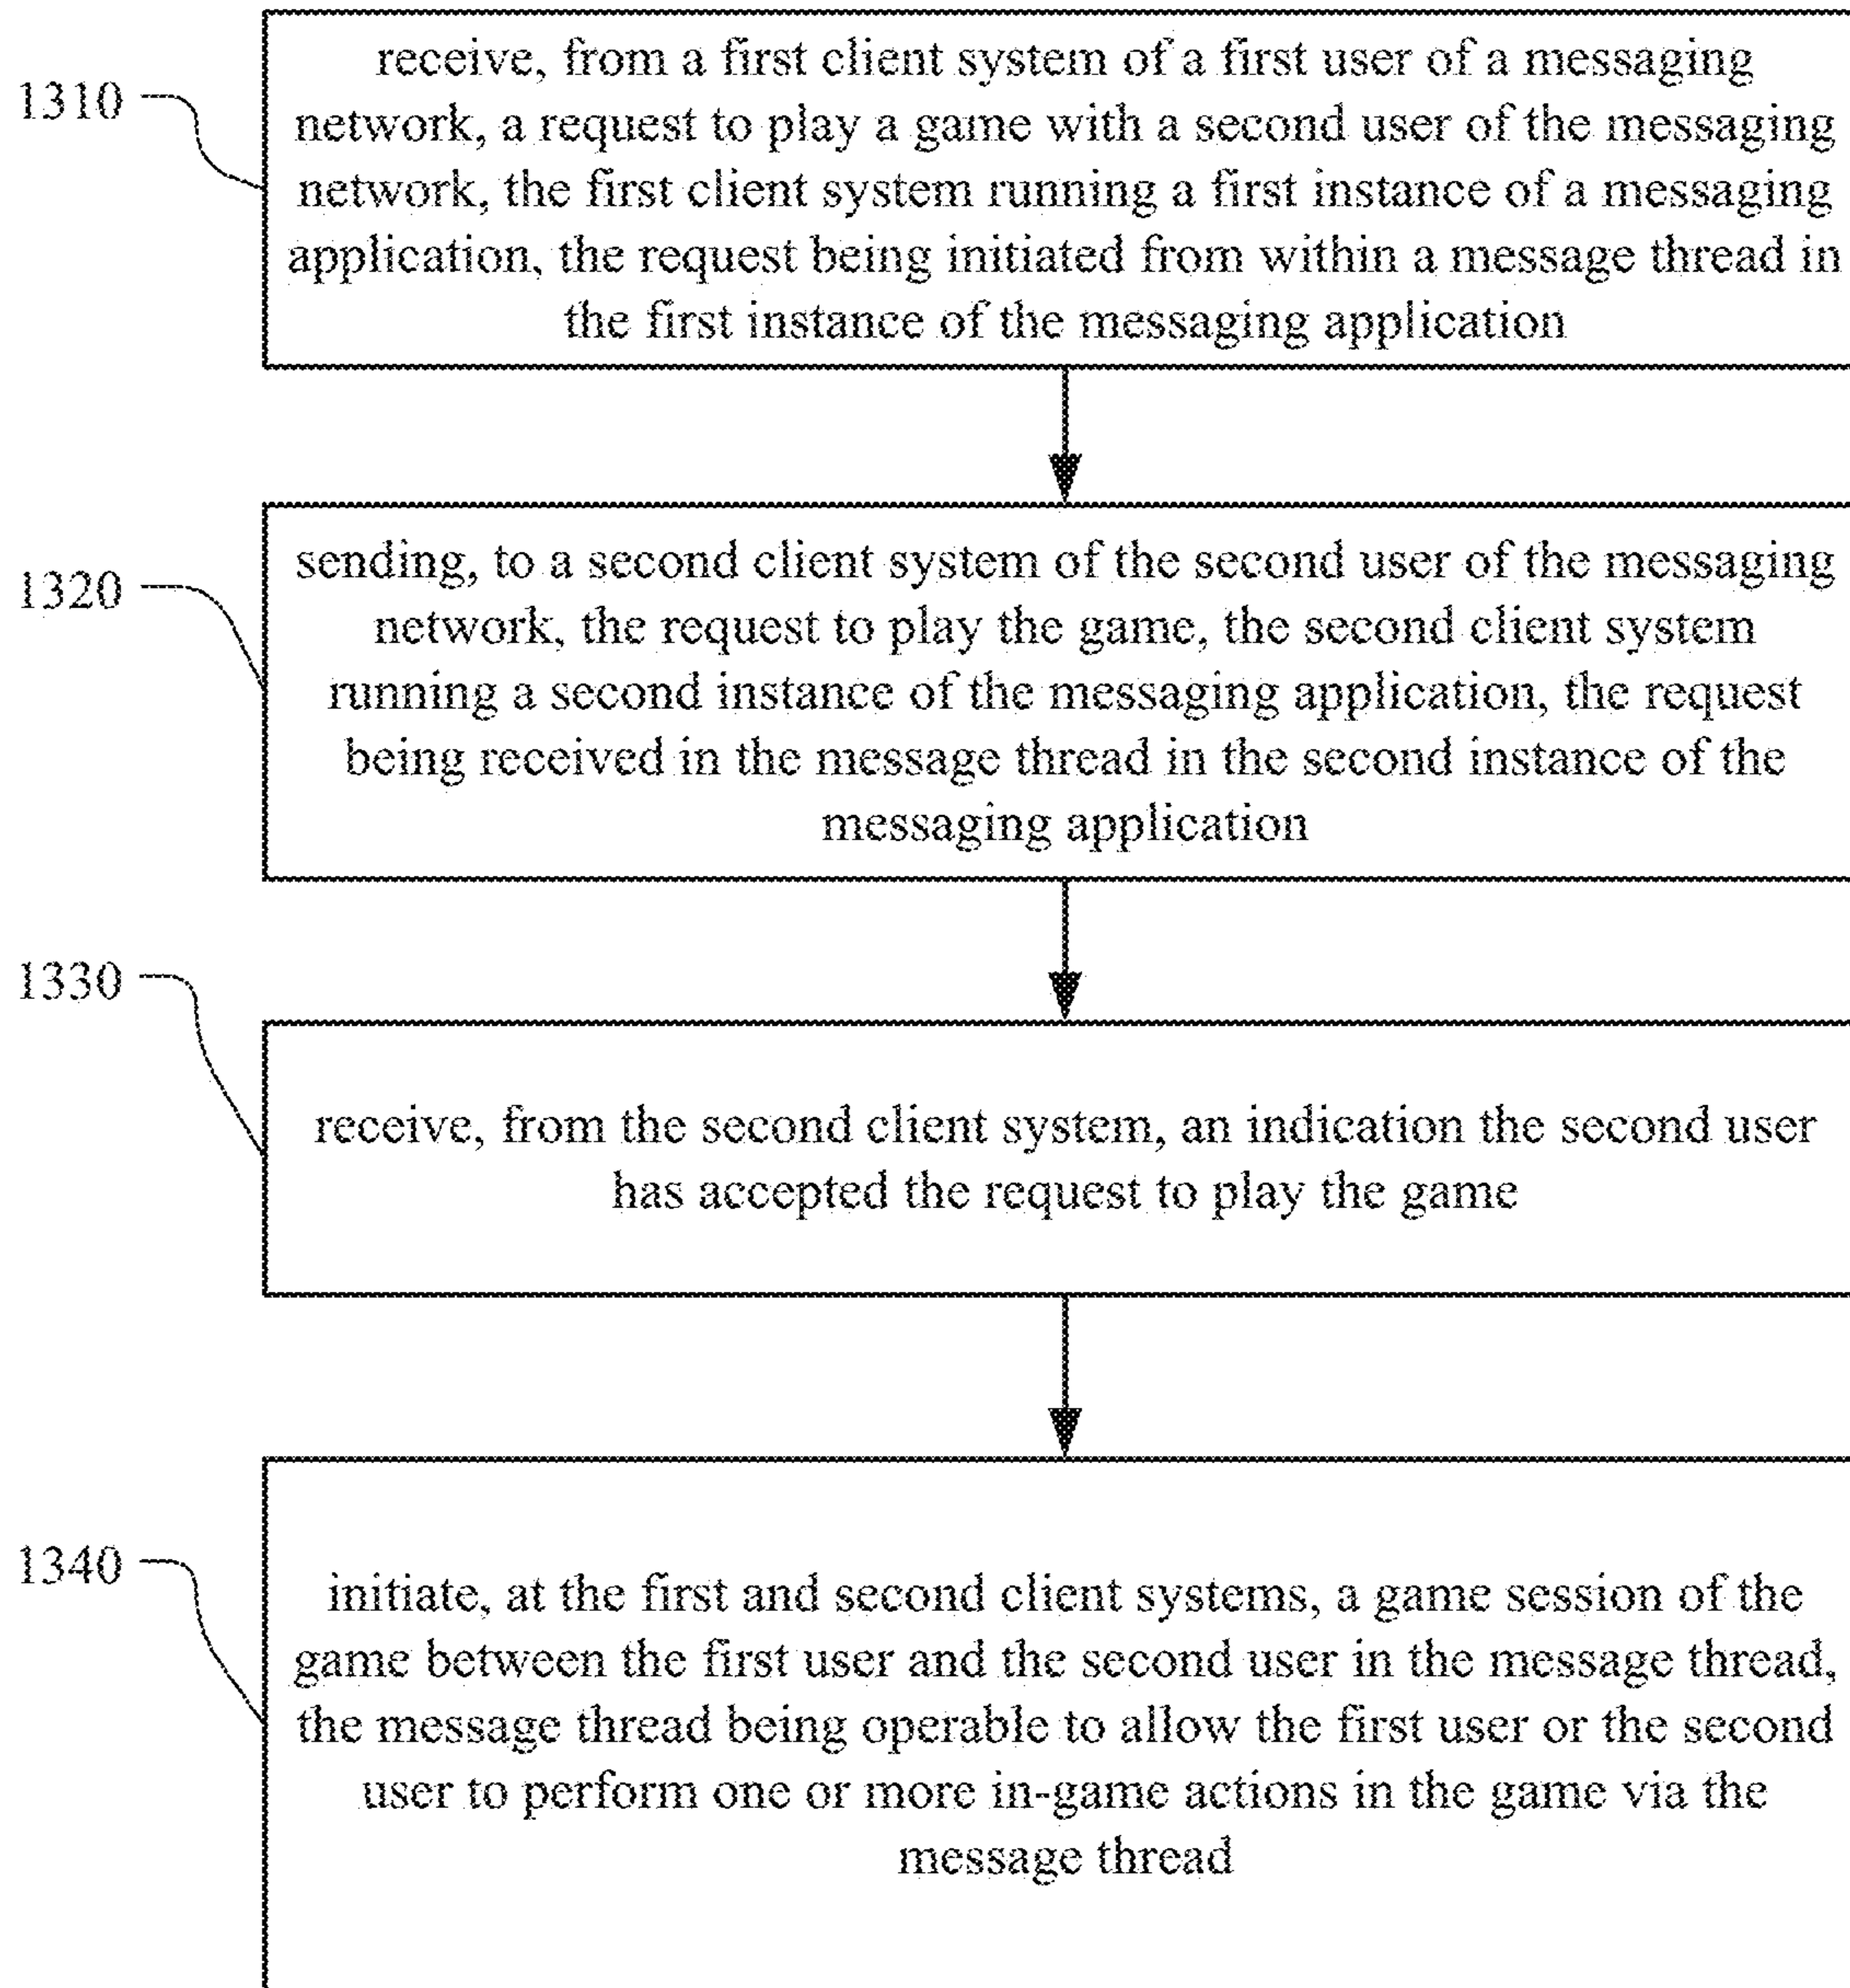 1310
receive, from a first client system of a first user of a messaging
network, a request to play a game with a second user of the messaging
network, the first client system running a first instance of a messaging
application, the request being initiated from within a message thread in
the first instance of the messaging application
1320
sending, to a second client system of the second user of the messaging
network, the request to play the game, the second client system
running a second instance of the messaging application, the request
being received in the message thread in the second instance of the
messaging application
1330
receive, from the second client system, an indication the second user
has accepted the request to play the game
1340
initiate, at the first and second client systems, a game session of the
game between the first user and the second user in the message thread,
the message thread being operable to allow the first user or the second
user to perform one or more in-game actions in the game via the
message thread